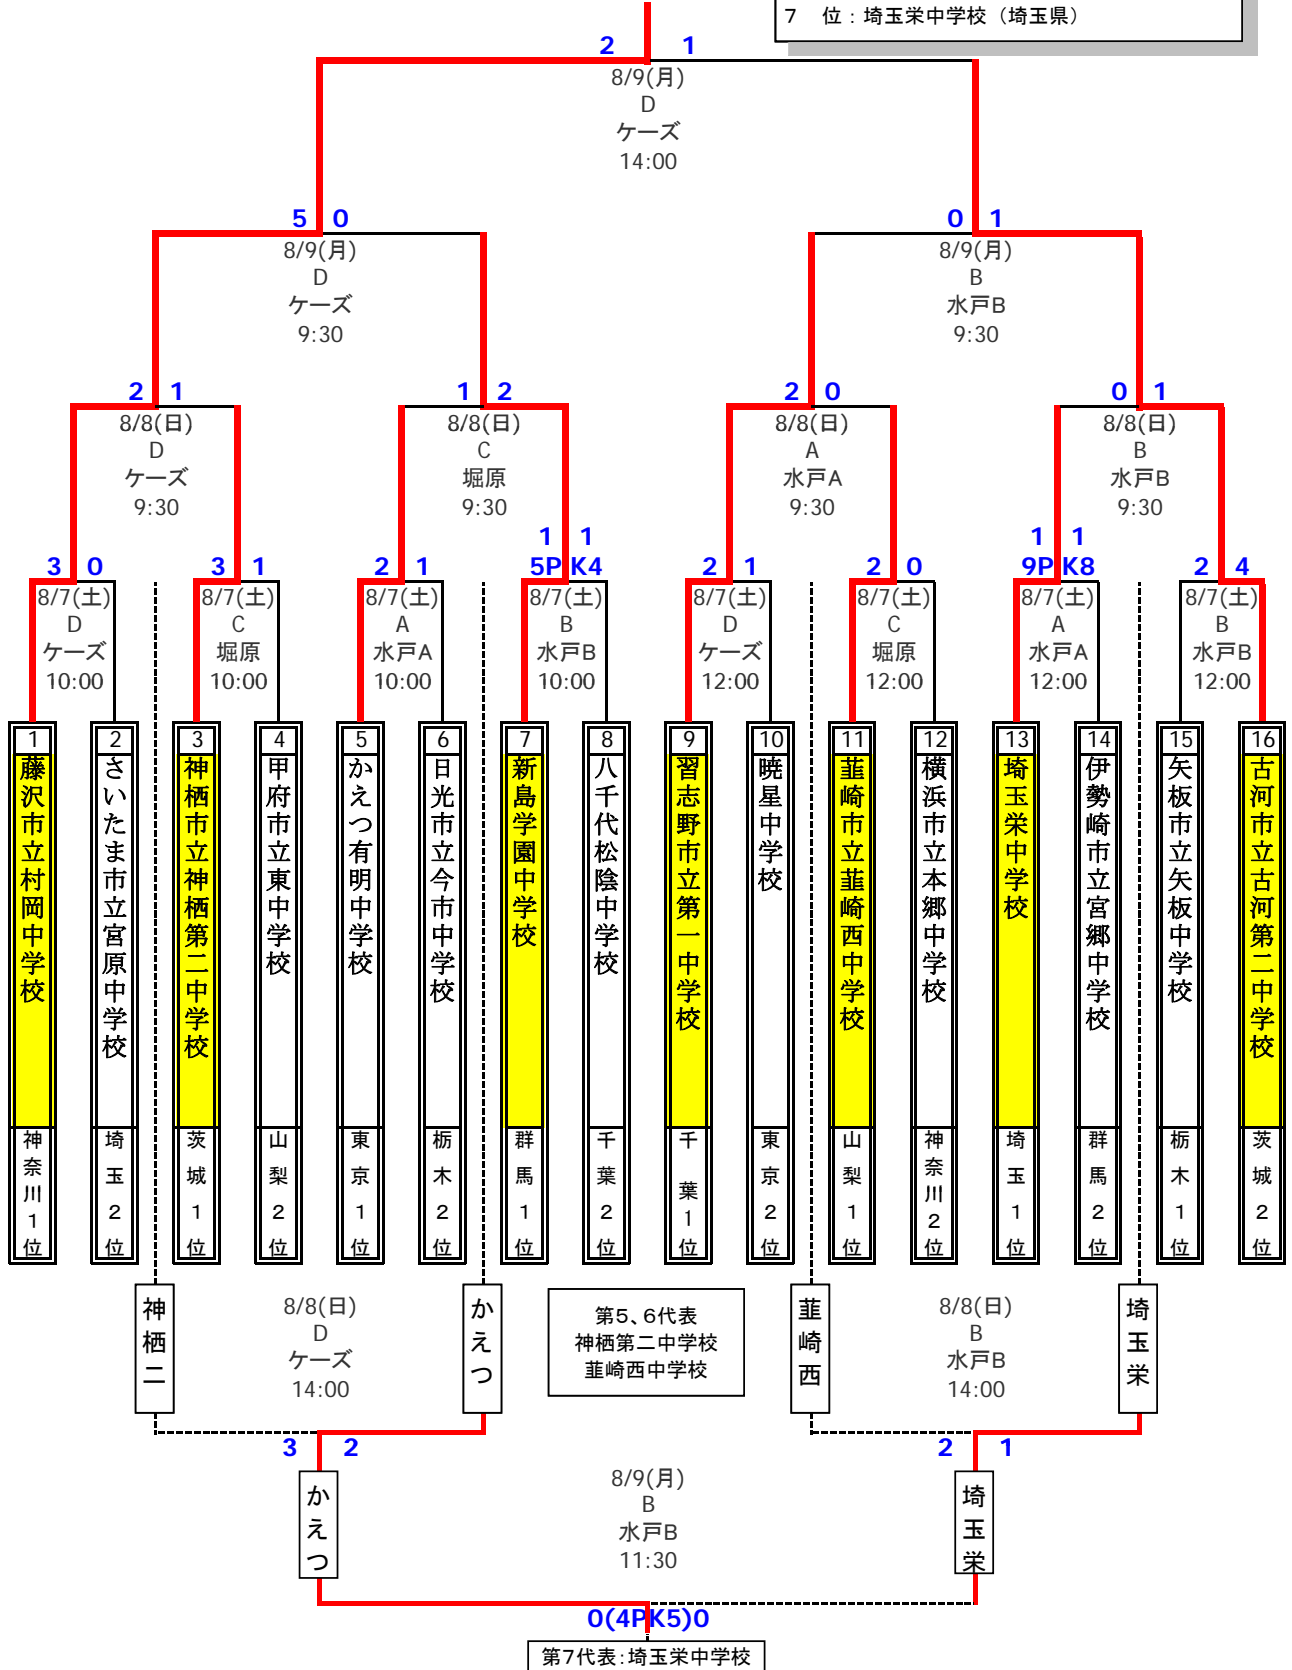 7 位：埼玉栄中学校（埼玉県）
2 1
8/9(月)
D
ケーズ
14:00
5 0
8/9(月)
D
ケーズ
9:30
0 1
8/9(月)
B
水戸B
9:30
2 1
8/8(日)
D
ケーズ
9:30
1 2
8/8(日)
C
堀原
9:30
2 0
8/8(日)
A
水戸A
9:30
0 1
8/8(日)
B
水戸B
9:30
3 0
8/7(土)
D
ケーズ
10:00
3 1
8/7(土)
C
堀原
10:00
2 1
8/7(土)
A
水戸A
10:00
1 1
5PK4
8/7(土)
B
水戸B
10:00
2 1
8/7(土)
D
ケーズ
12:00
2 0
8/7(土)
C
堀原
12:00
1 1
9PK8
8/7(土)
A
水戸A
12:00
2 4
8/7(土)
B
水戸B
12:00
1
藤沢市立村岡中学校
神奈川1位
2
さいたま市立宮原中学校
埼玉2位
3
神栖市立神栖第二中学校
茨城1位
4
甲府市立東中学校
山梨2位
5
かえつ有明中学校
東京1位
6
日光市立今市中学校
栃木2位
7
新島学園中学校
群馬1位
8
八千代松陰中学校
千葉2位
9
習志野市立第一中学校
千葉1位
10
暁星中学校
東京2位
11
韮崎市立韮崎西中学校
山梨1位
12
横浜市立本郷中学校
神奈川2位
13
埼玉栄中学校
埼玉1位
14
伊勢崎市立宮郷中学校
群馬2位
15
矢板市立矢板中学校
栃木1位
16
古河市立古河第二中学校
茨城2位
神栖二
8/8(日)
D
ケーズ
14:00
かえつ
第5、6代表
神栖第二中学校
韮崎西中学校
韮崎西
8/8(日)
B
水戸B
14:00
埼玉栄
3 2
2 1
かえつ
8/9(月)
B
水戸B
11:30
埼玉栄
0(4PK5)0
第7代表:埼玉栄中学校